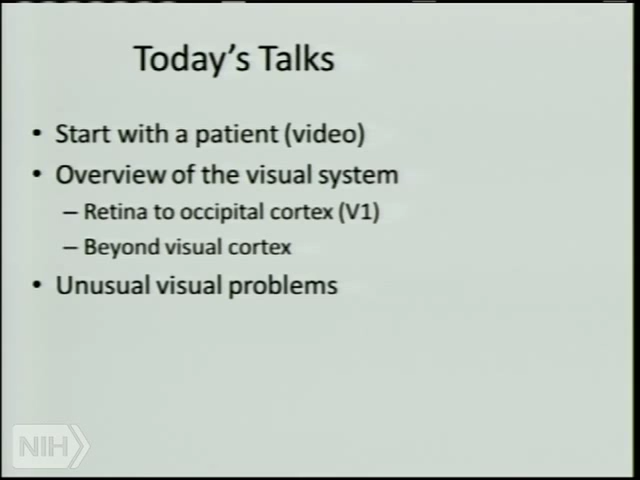 Today's Talks
• Start with a patient (video)
• Overview of the visual system
– Retina to occipital cortex (V1)
– Beyond visual cortex
• Unusual visual problems
NIH